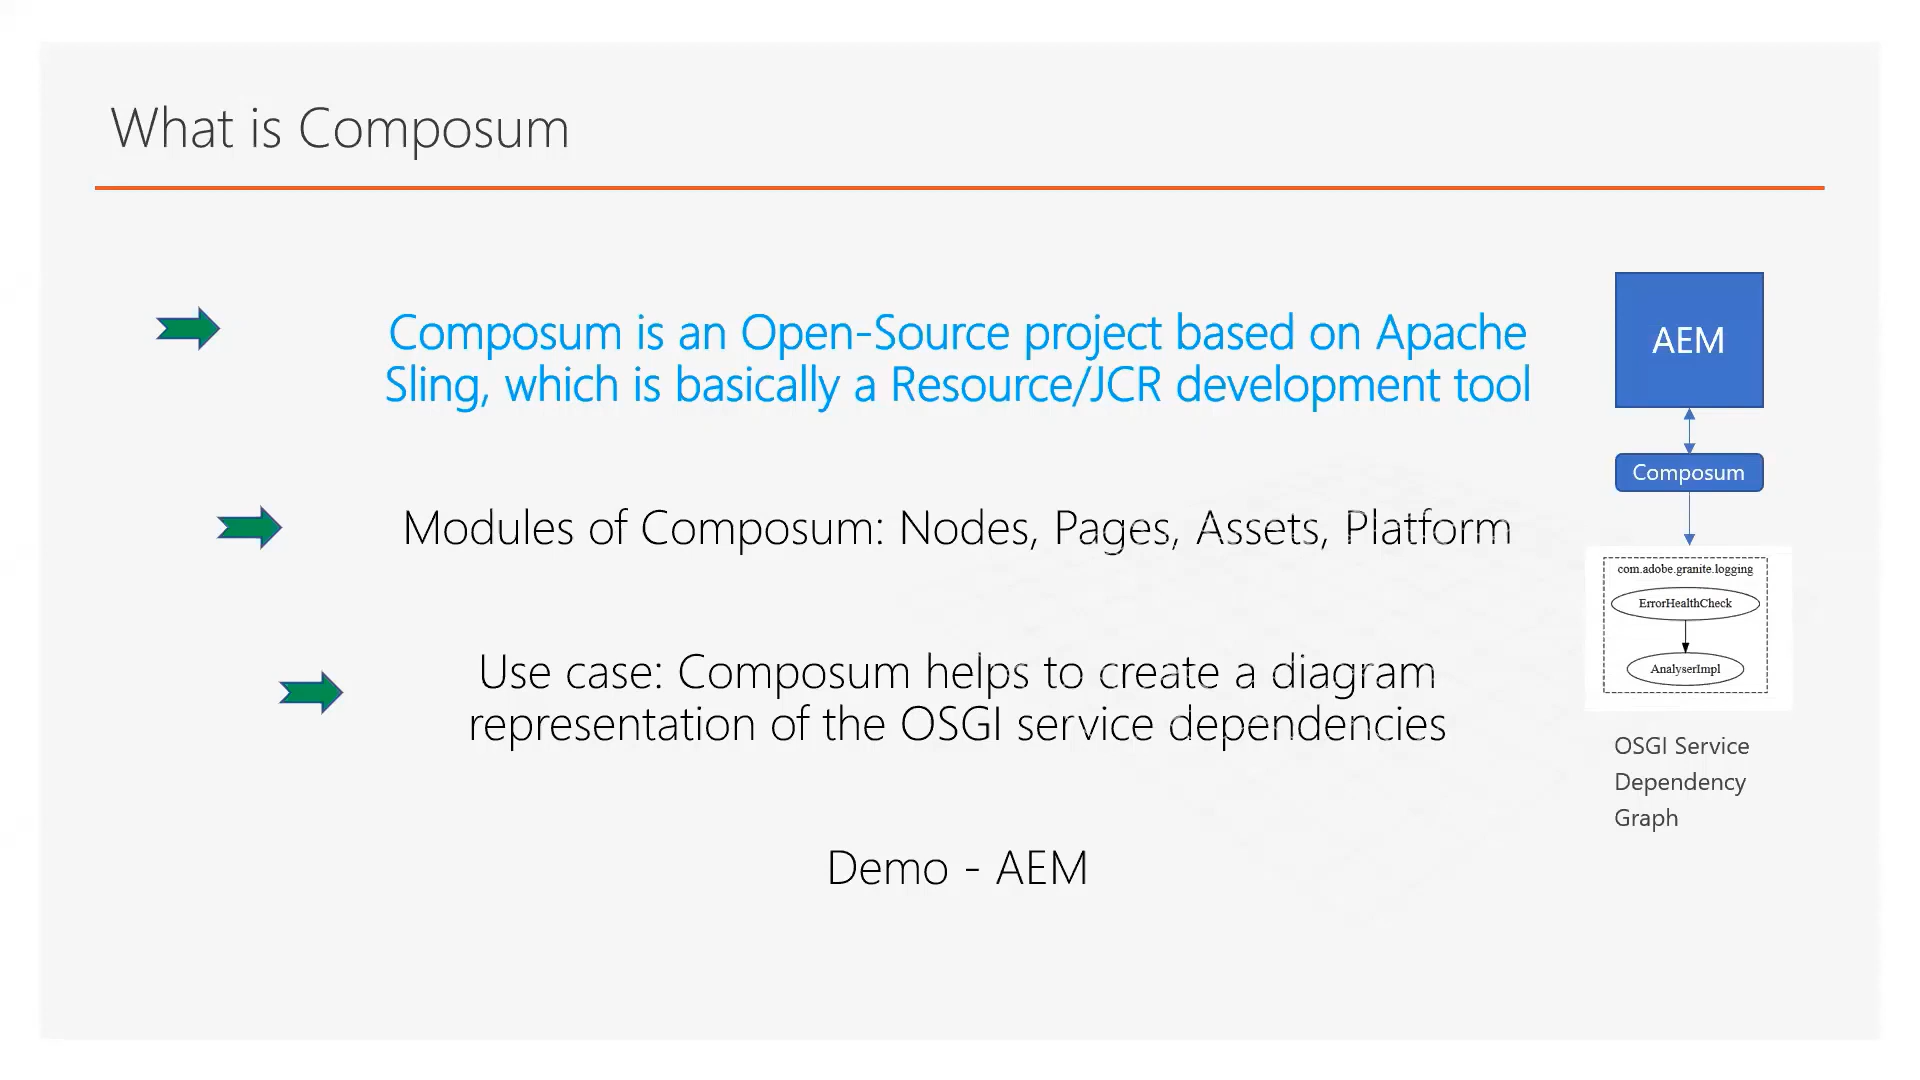 What is Composum
Composum is an Open-Source project based on Apache
Sling, which is basically a Resource/JCR development tool
Modules of Composum: Nodes, Pages, Assets, Platform
Use case: Composum helps to create a diagram
representation of the OSGI service dependencies
Demo - AEM
AEM
Composum
com.adobe.granite.logging
ErrorHealthCheck
AnalyserImpl
OSGI Service
Dependency
Graph